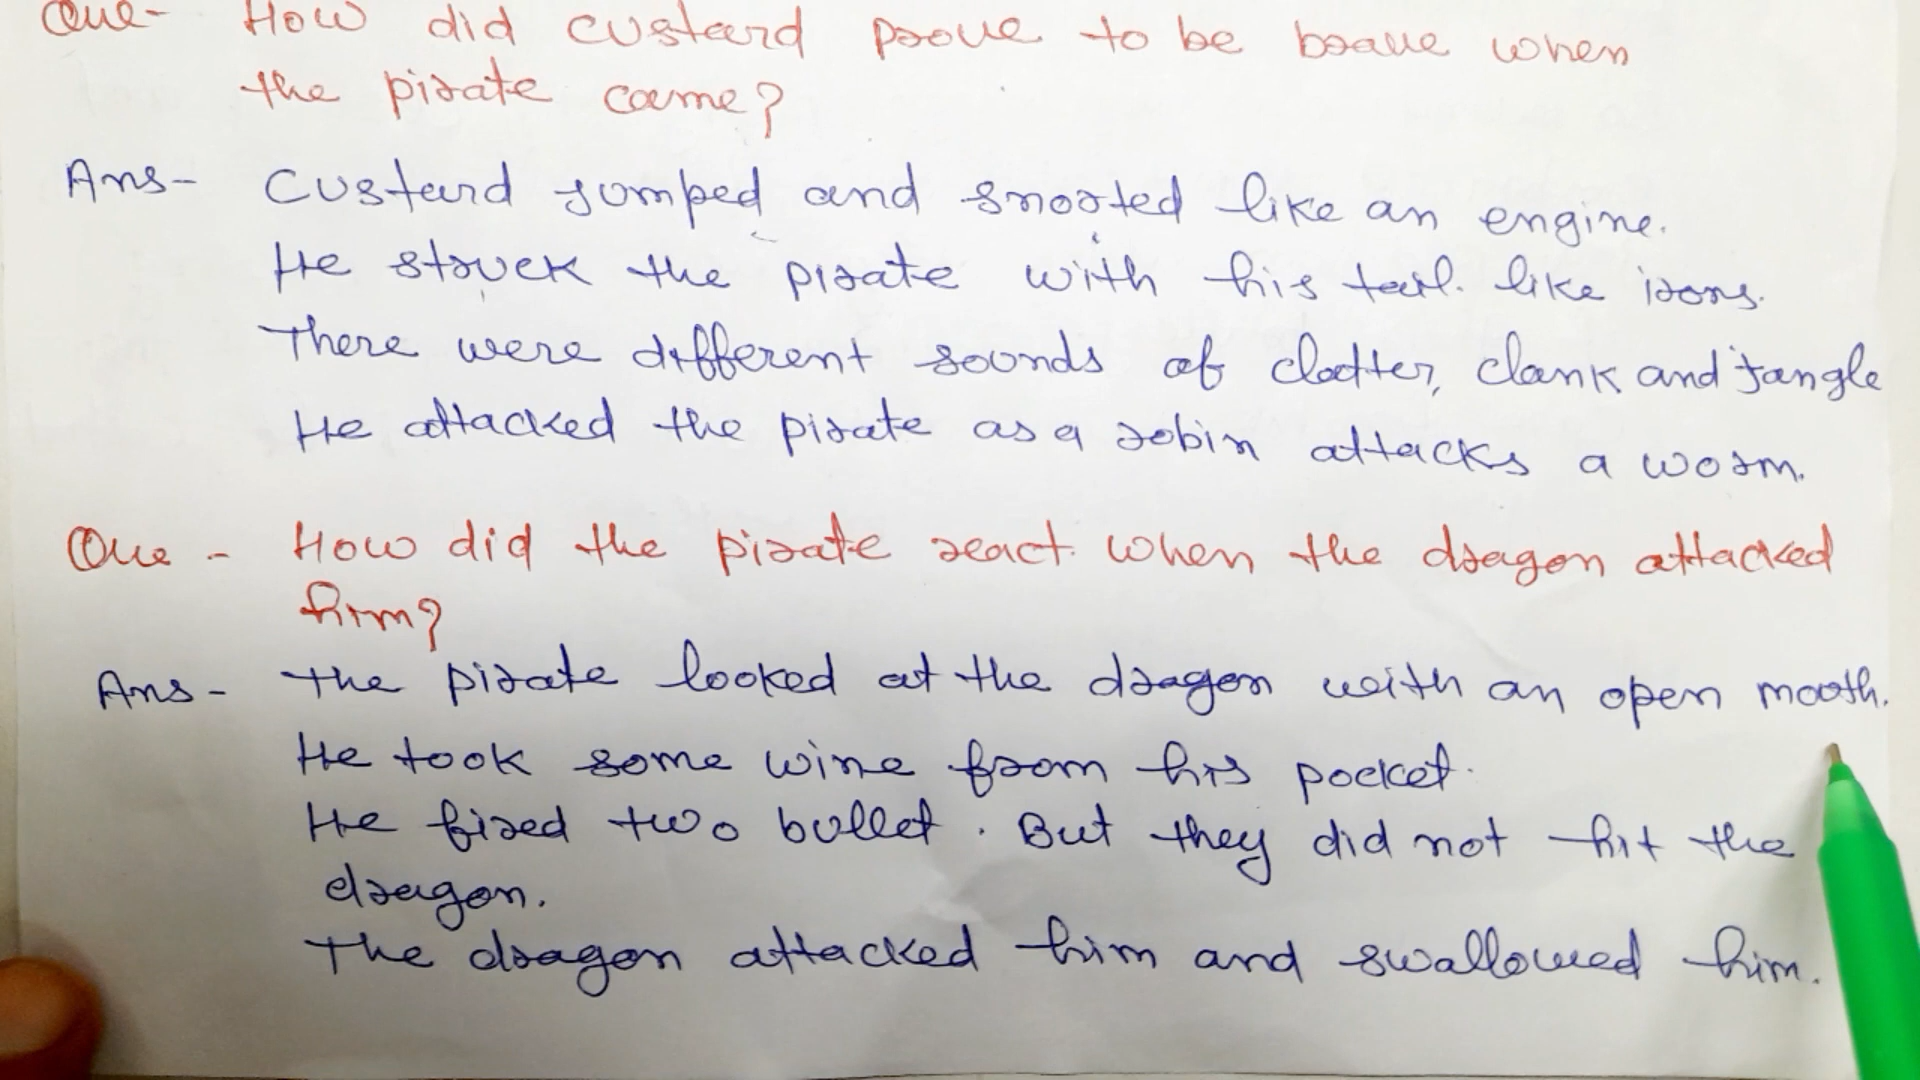 Que- How did custard prove to be brave when
the pirate came?
Ans- Custard jumped and snorted like an engine.
He struck the pirate with his tail. like irons.
There were different sounds of clatter, clank and jangle
He attacked the pirate as a robin attacks a worm.
Que - How did the pirate react when the dragon attacked
him?
Ans - The pirate looked at the dragon with an open mouth.
He took some wine from his pocket.
He fired two bullet. But they did not hit the
dragon.
The dragon attacked him and swallowed him.